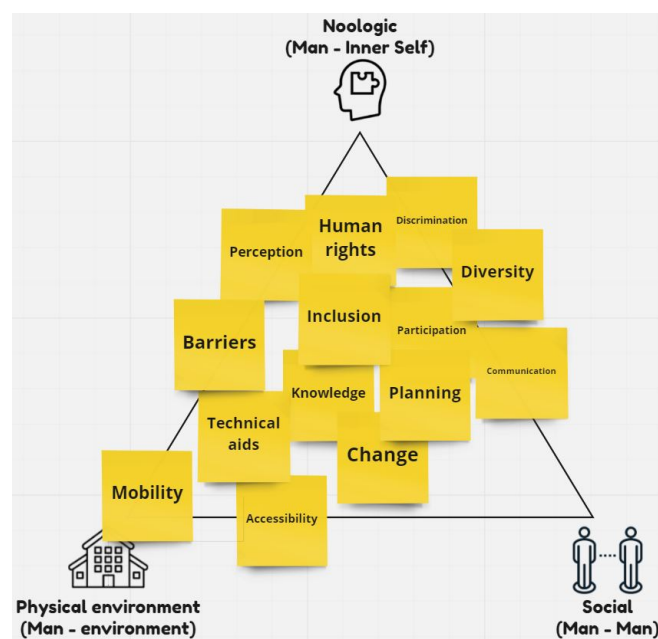 Noologic
(Man - Inner Self)
Discrimination
Human
rights
Perception
Diversity
Inclusion
Participation
Barriers
Communication
Knowledge
Planning
Technical
aids
Change
Mobility
Accessibility
Physical environment
(Man - environment)
Social
(Man - Man)